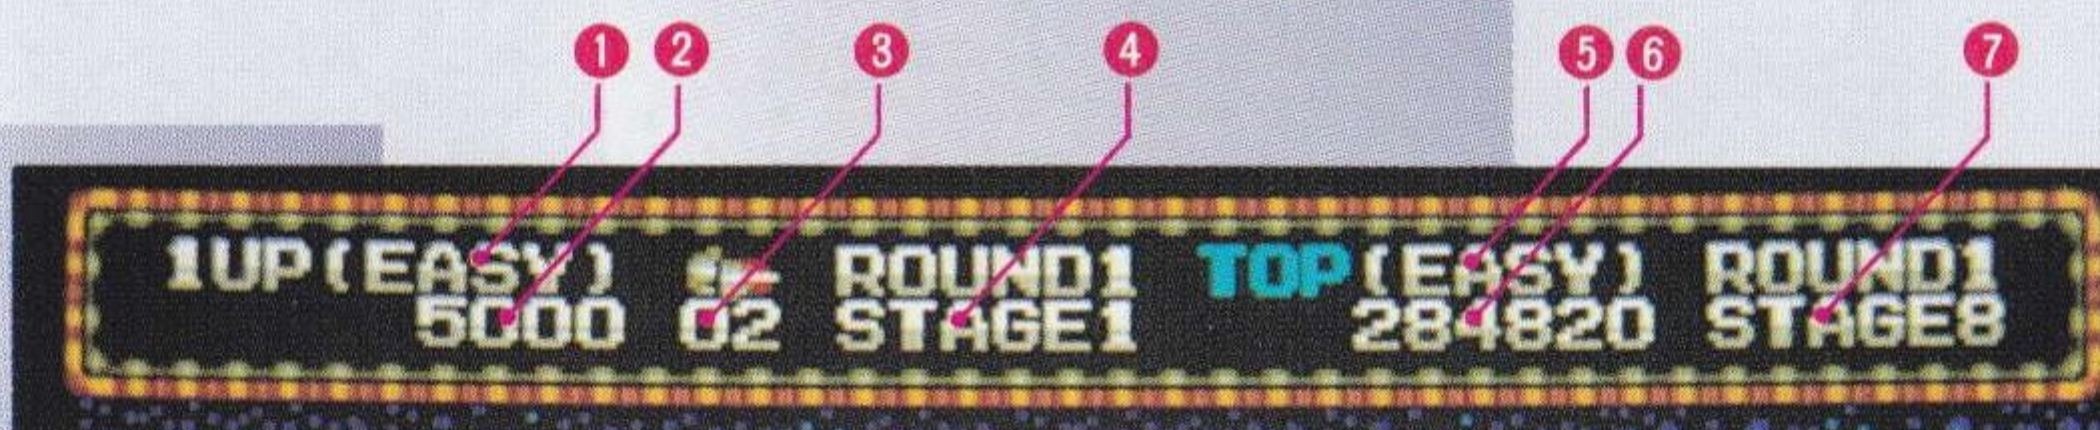 1 2 3 4 5 6 7
1UP(EASY) ROUND1 TOP(EASY) ROUND1
5000 02 STAGE1 284820 STAGE8